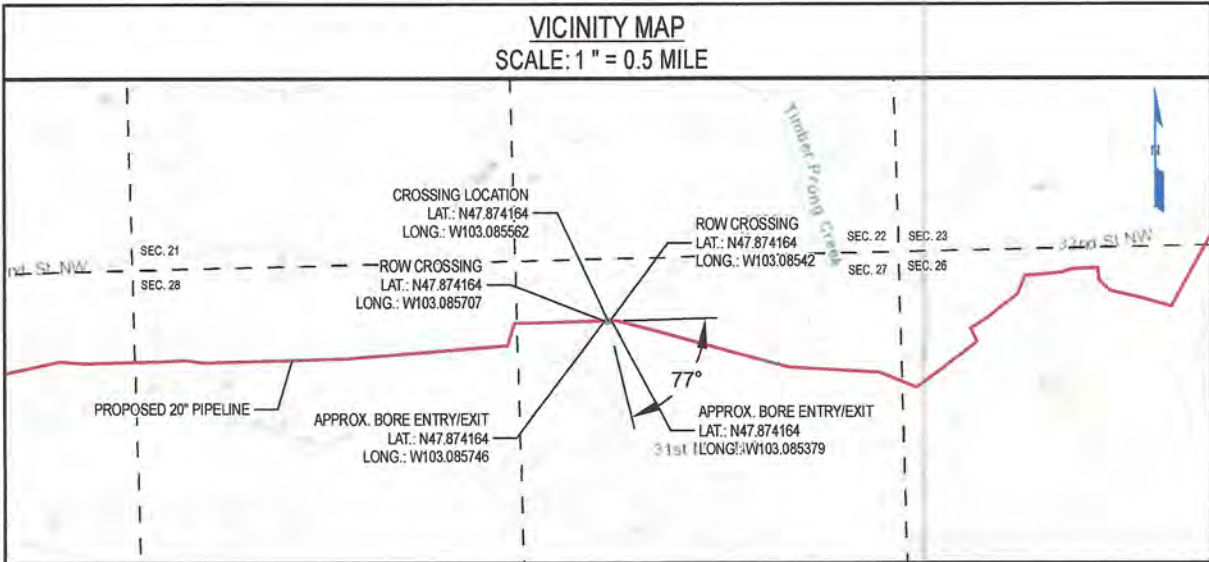 VICINITY MAP
SCALE: 1 " = 0.5 MILE
Timber Prong Creek
N
CROSSING LOCATION
LAT.: N47.874164
LONG.: W103.085562
ROW CROSSING
LAT.: N47.874164
LONG.: W103.08542
SEC. 22
SEC. 23
32nd St NW
SEC. 27
SEC. 26
nd St NW
SEC. 21
SEC. 28
ROW CROSSING
LAT.: N47.874164
LONG.: W103.085707
77°
PROPOSED 20" PIPELINE
APPROX. BORE ENTRY/EXIT
LAT.: N47.874164
LONG.: W103.085746
APPROX. BORE ENTRY/EXIT
LAT.: N47.874164
LONG.: W103.085379
31st